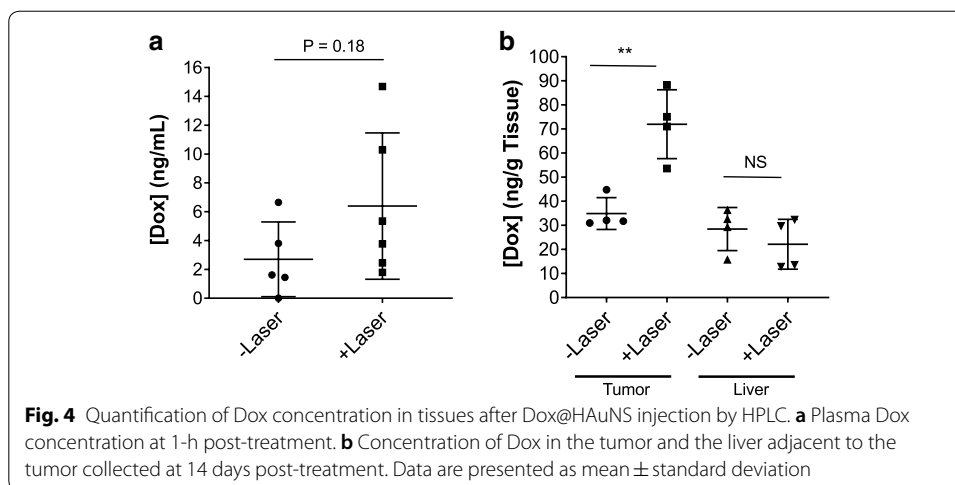 a
P = 0.18
[Dox] (ng/mL)
16
14
12
10
8
6
4
2
0
-Laser
+Laser
b
**
NS
[Dox] (ng/g Tissue)
100
90
80
70
60
50
40
30
20
10
0
-Laser
+Laser
-Laser
+Laser
Tumor
Liver
Fig. 4 Quantification of Dox concentration in tissues after Dox@HAuNS injection by HPLC. a Plasma Dox
concentration at 1-h post-treatment. b Concentration of Dox in the tumor and the liver adjacent to the
tumor collected at 14 days post-treatment. Data are presented as mean ± standard deviation